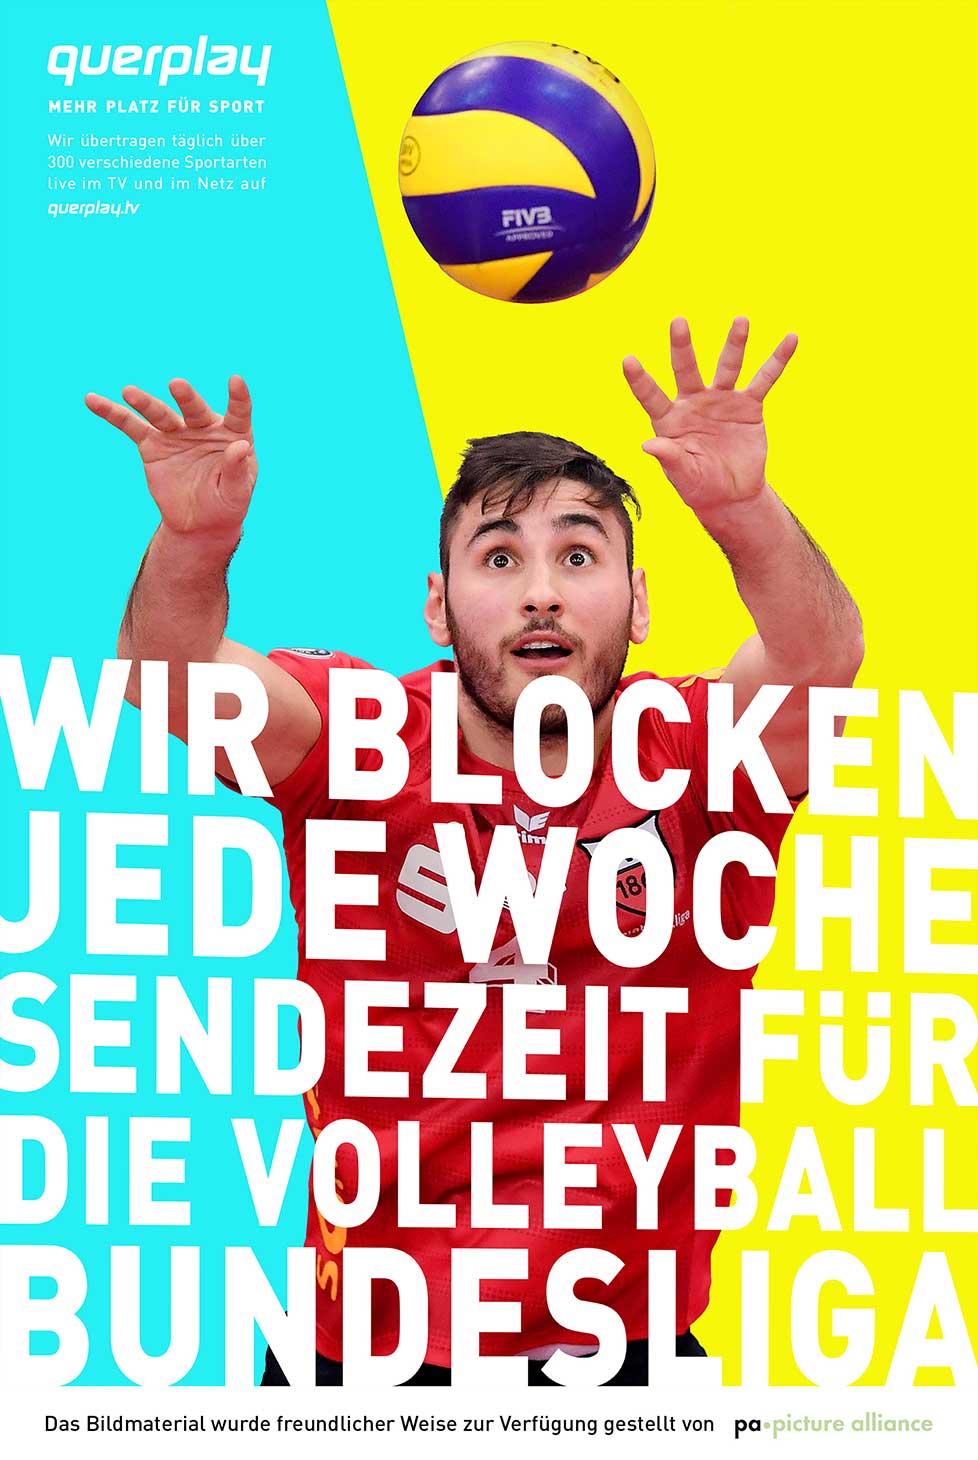 querplay
MEHR PLATZ FÜR SPORT
Wir übertragen täglich über
300 verschiedene Sportarten
live im TV und im Netz auf
querplay.tv
FIVB
APPROVED
WIR BLOCKEN
JEDE WOCHE
SENDEZEIT FÜR
DIE VOLLEYBALL
BUNDESLIGA
Das Bildmaterial wurde freundlicher Weise zur Verfügung gestellt von pa•picture alliance